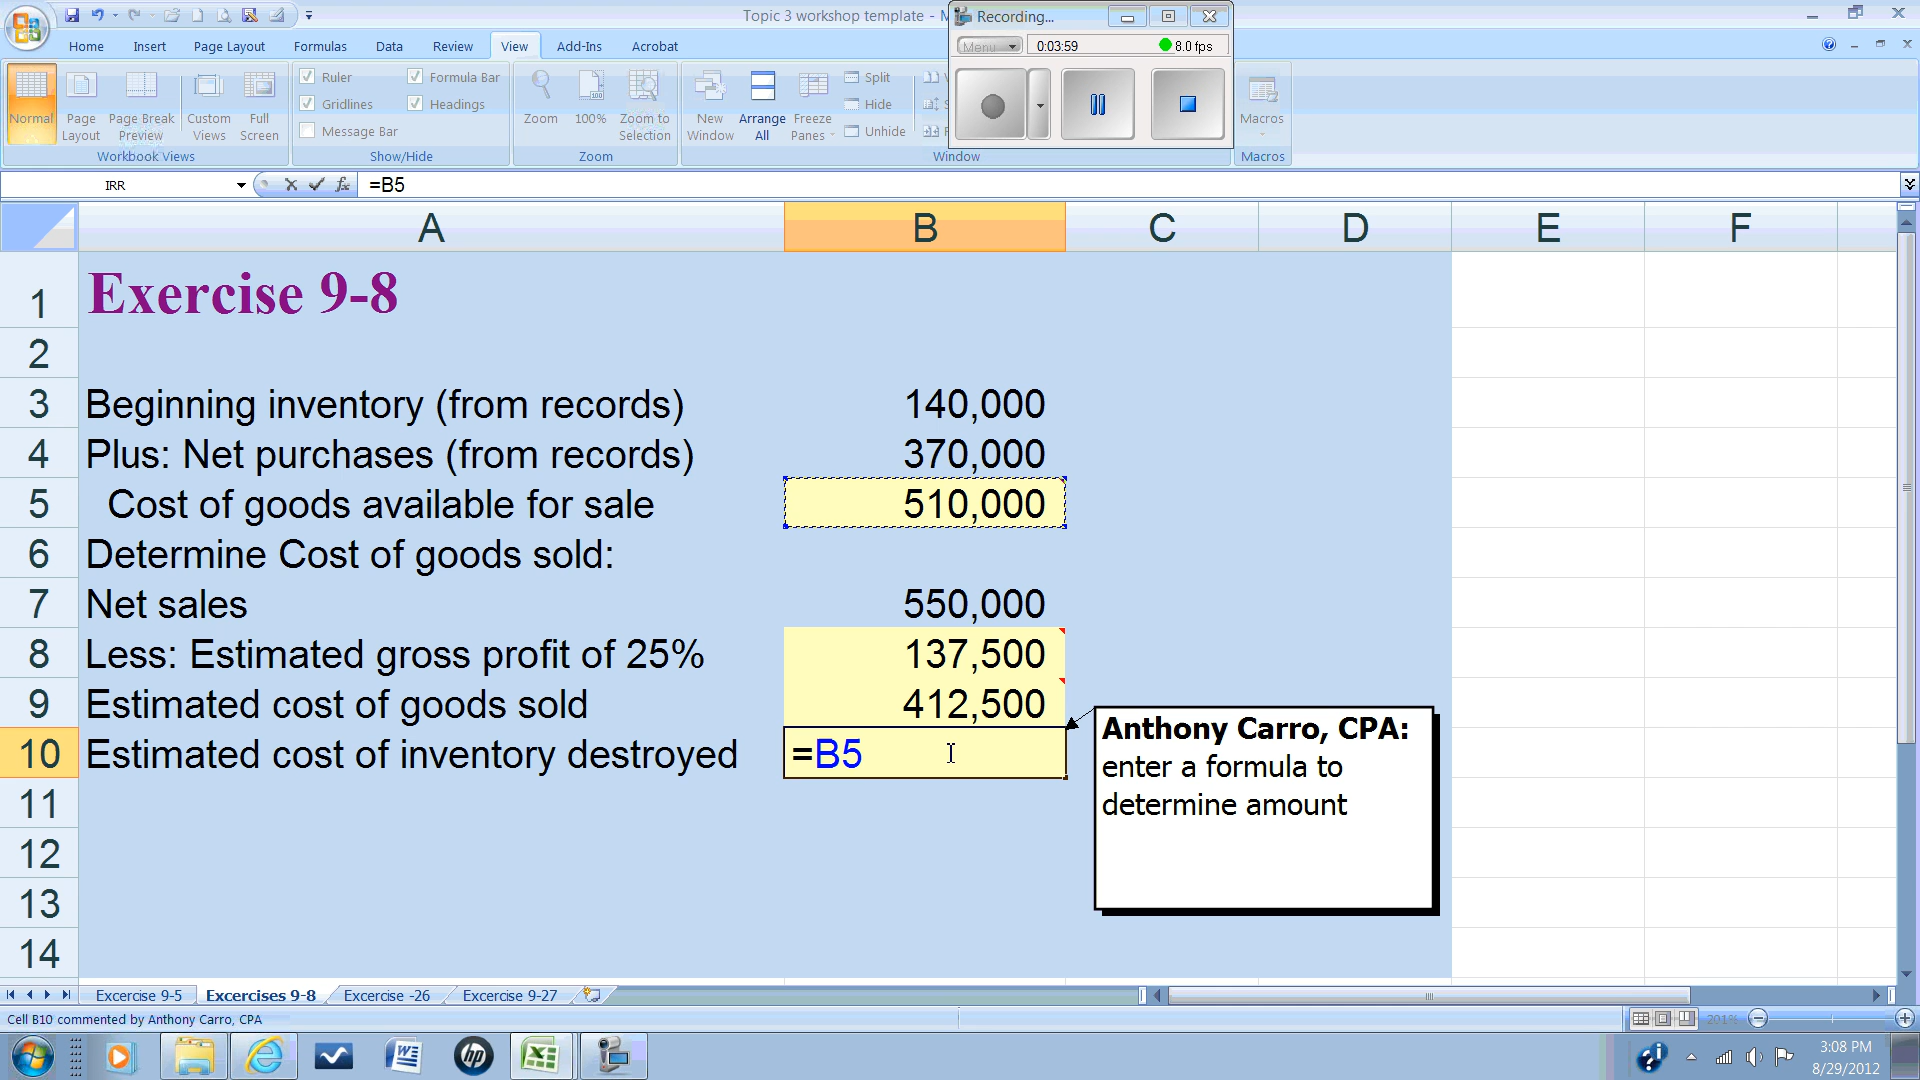 Topic 3 workshop template - M
Recording...
Home Insert Page Layout Formulas Data Review View Add-Ins Acrobat
Menu 0:03:59 8.0 fps
Normal Page Layout Page Break Preview Custom Views Full Screen
Workbook Views
Ruler Formula Bar
Gridlines Headings
Message Bar
Show/Hide
Zoom 100% Zoom to Selection
Zoom
New Window Arrange All Freeze Panes Split
Hide
Unhide
Window
Macros
Macros
IRR =B5
A B C D E F
1 Exercise 9-8
2
3 Beginning inventory (from records) 140,000
4 Plus: Net purchases (from records) 370,000
5 Cost of goods available for sale 510,000
6 Determine Cost of goods sold:
7 Net sales 550,000
8 Less: Estimated gross profit of 25% 137,500
9 Estimated cost of goods sold 412,500
10 Estimated cost of inventory destroyed =B5
Anthony Carro, CPA:
enter a formula to
determine amount
11
12
13
14
Excercise 9-5 Excercises 9-8 Excercise -26 Excercise 9-27
Cell B10 commented by Anthony Carro, CPA 201%
3:08 PM
8/29/2012